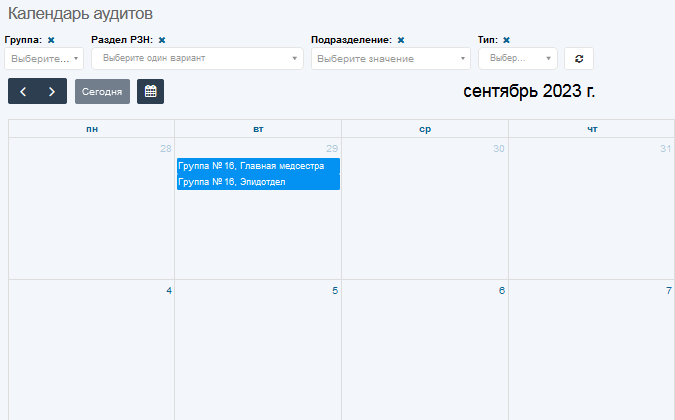 Календарь аудитов
Группа: × Раздел РЗН: × Подразделение: × Тип: ×
Выберите... Выберите один вариант Выберите значение Выбер...
Сегодня сентябрь 2023 г.
пн вт ср чт
28 29 30 31
Группа № 16, Главная медсестра
Группа № 16, Эпидотдел
4 5 6 7